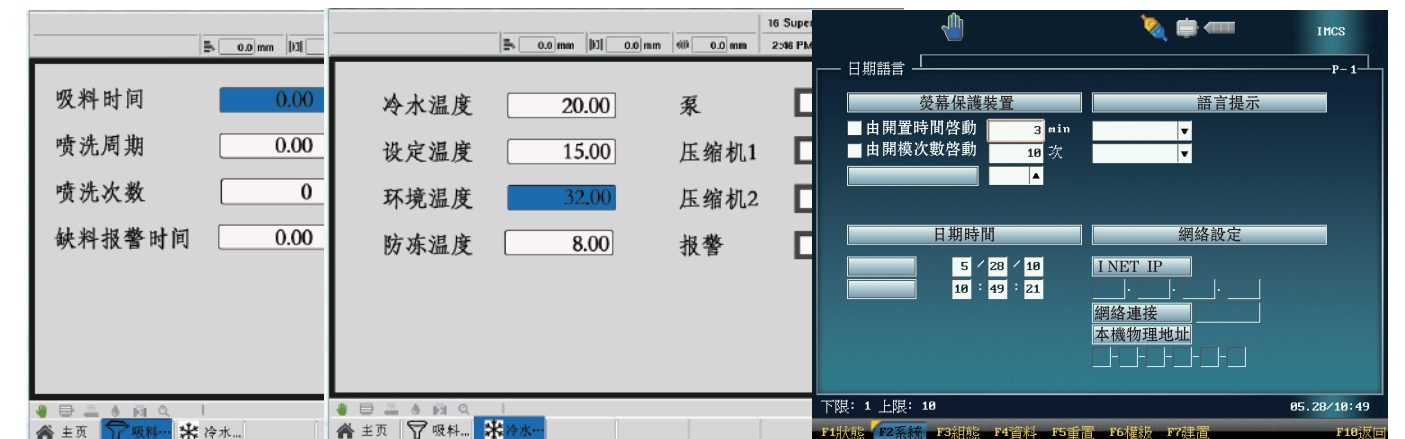 0.0 mm
吸料时间 0.00
喷洗周期 0.00
喷洗次数 0
缺料报警时间 0.00
主页 吸料… 冷水…
16 Super
0.0 mm 0.0 mm 0.0 mm 2:46 PM
冷水温度 20.00 泵
设定温度 15.00 压缩机1
环境温度 32.00 压缩机2
防冻温度 8.00 报警
主页 吸料… 冷水…
IMCS
日期語言 P- 1
熒幕保護裝置 語言提示
由開置時間啓動 3 min
由開模次數啓動 10 次
日期時間 網絡設定
5 / 28 / 10 I NET IP
10 : 49 : 21
網絡連接
本機物理地址
下限: 1 上限: 10 05.28/10:49
F1狀態 F2系統 F3組態 F4資料 F5重置 F6權級 F7建置 F10返回